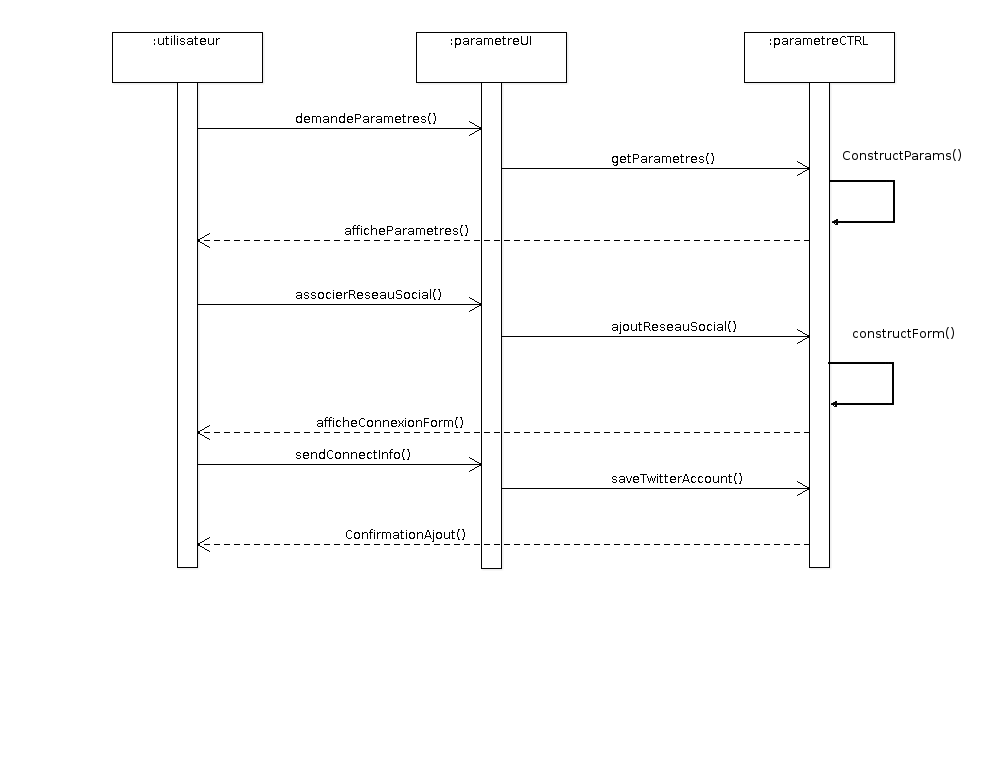 :utilisateur
:parametreUI
:parametreCTRL
demandeParametres()
getParametres()
ConstructParams()
afficheParametres()
associerReseauSocial()
ajoutReseauSocial()
constructForm()
afficheConnexionForm()
sendConnectInfo()
saveTwitterAccount()
ConfirmationAjout()